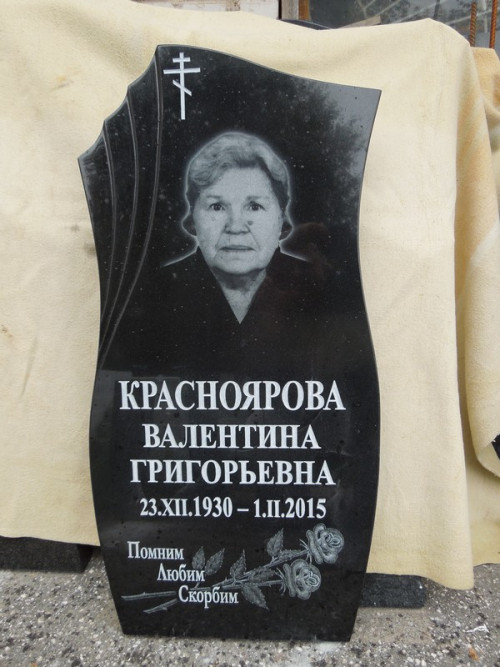 КРАСНОЯРОВА
ВАЛЕНТИНА
ГРИГОРЬЕВНА
23.XII.1930 – 1.II.2015
Помним
Любим
Скорбим